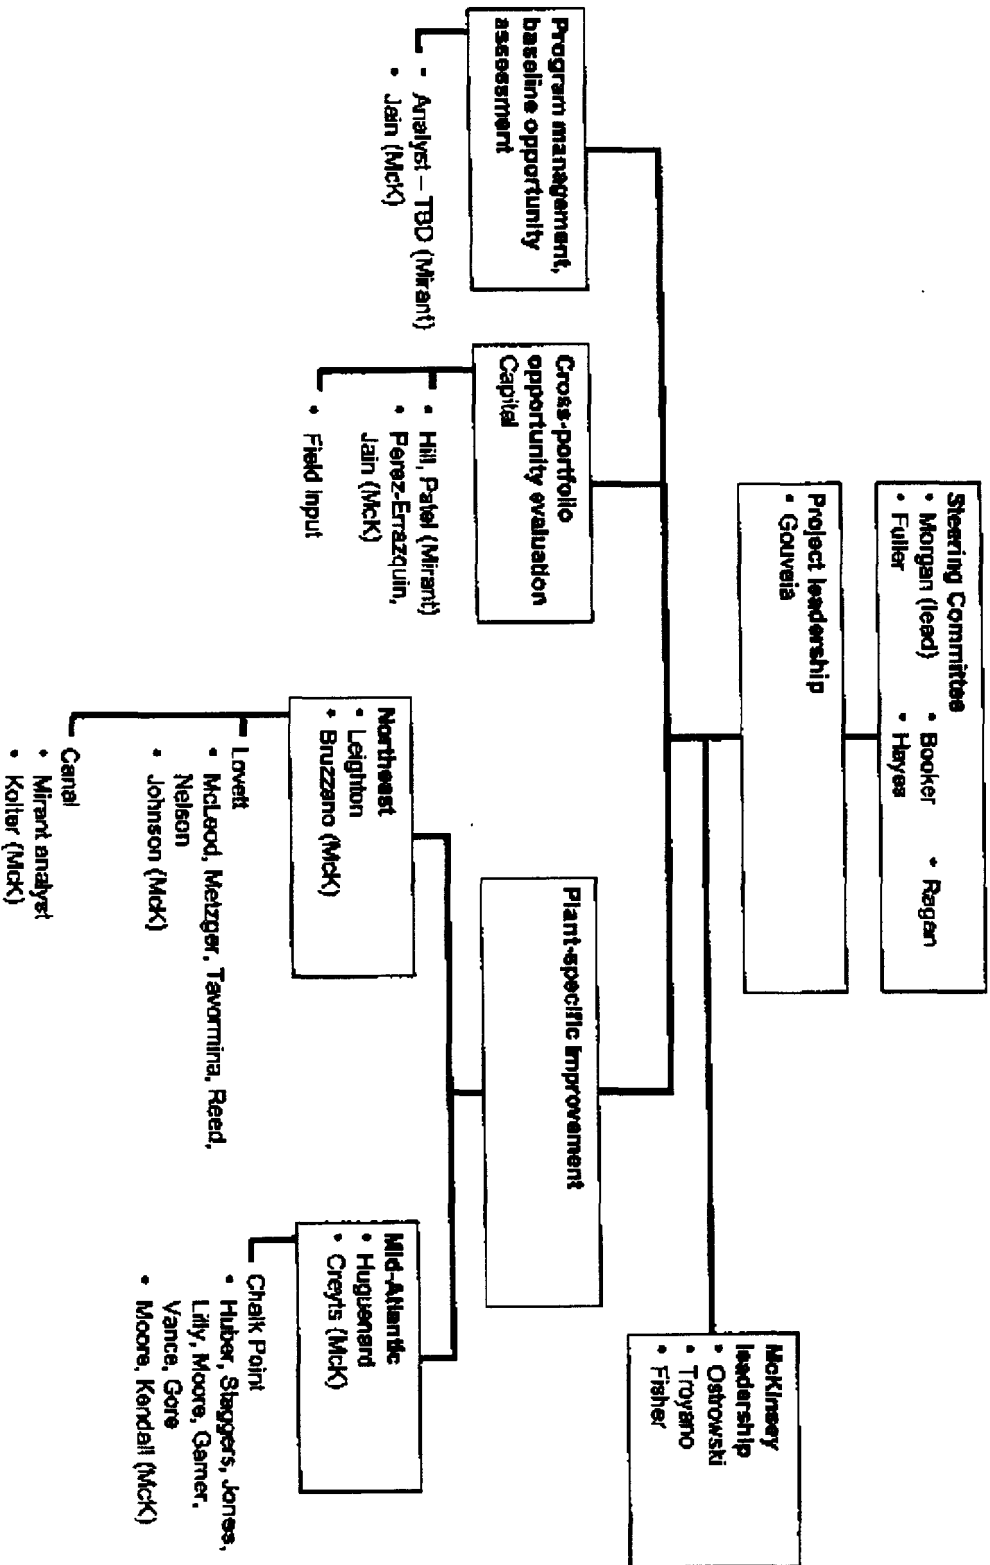 Steering Committee
• Morgan (lead) • Booker • Ragan
• Fuller • Hayes
Project leadership
• Gouveia
McKinsey
leadership
• Ostrowski
• Troyano
• Fisher
Program management,
baseline opportunity
assessment
• Analyst – TBD (Mirant)
• Jain (McK)
Cross-portfolio
opportunity evaluation
Capital
• Hill, Patel (Mirant)
• Perez-Errazquin,
Jain (McK)
• Field input
Plant-specific improvement
Northeast
• Leighton
• Bruzzano (McK)
Lovett
• McLeod, Metzger, Tavormina, Reed,
Nelson
• Johnson (McK)
Canal
• Mirant analyst
• Kolter (McK)
Mid-Atlantic
• Huguenard
• Creyts (McK)
Chalk Point
• Huber, Staggers, Jones,
Lilly, Moore, Garner,
Vance, Gore
• Moore, Kendall (McK)